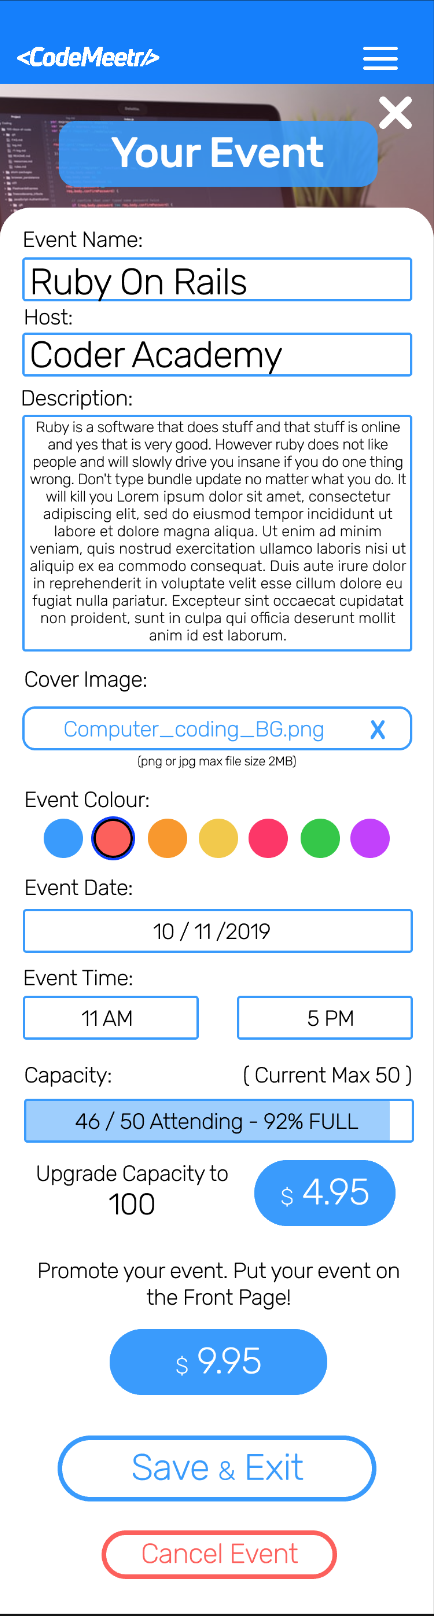 <CodeMeetr/>
Your Event
Event Name:
Ruby On Rails
Host:
Coder Academy
Description:
Ruby is a software that does stuff and that stuff is online
and yes that is very good. However ruby does not like
people and will slowly drive you insane if you do one thing
wrong. Don't type bundle update no matter what you do. It
will kill you Lorem ipsum dolor sit amet, consectetur
adipiscing elit, sed do eiusmod tempor incididunt ut
labore et dolore magna aliqua. Ut enim ad minim
veniam, quis nostrud exercitation ullamco laboris nisi ut
aliquip ex ea commodo consequat. Duis aute irure dolor
in reprehenderit in voluptate velit esse cillum dolore eu
fugiat nulla pariatur. Excepteur sint occaecat cupidatat
non proident, sunt in culpa qui officia deserunt mollit
anim id est laborum.
Cover Image:
Computer_coding_BG.png X
(png or jpg max file size 2MB)
Event Colour:
Event Date:
10 / 11 /2019
Event Time:
11 AM 5 PM
Capacity: ( Current Max 50 )
46 / 50 Attending - 92% FULL
Upgrade Capacity to
100
$ 4.95
Promote your event. Put your event on
the Front Page!
$ 9.95
Save & Exit
Cancel Event